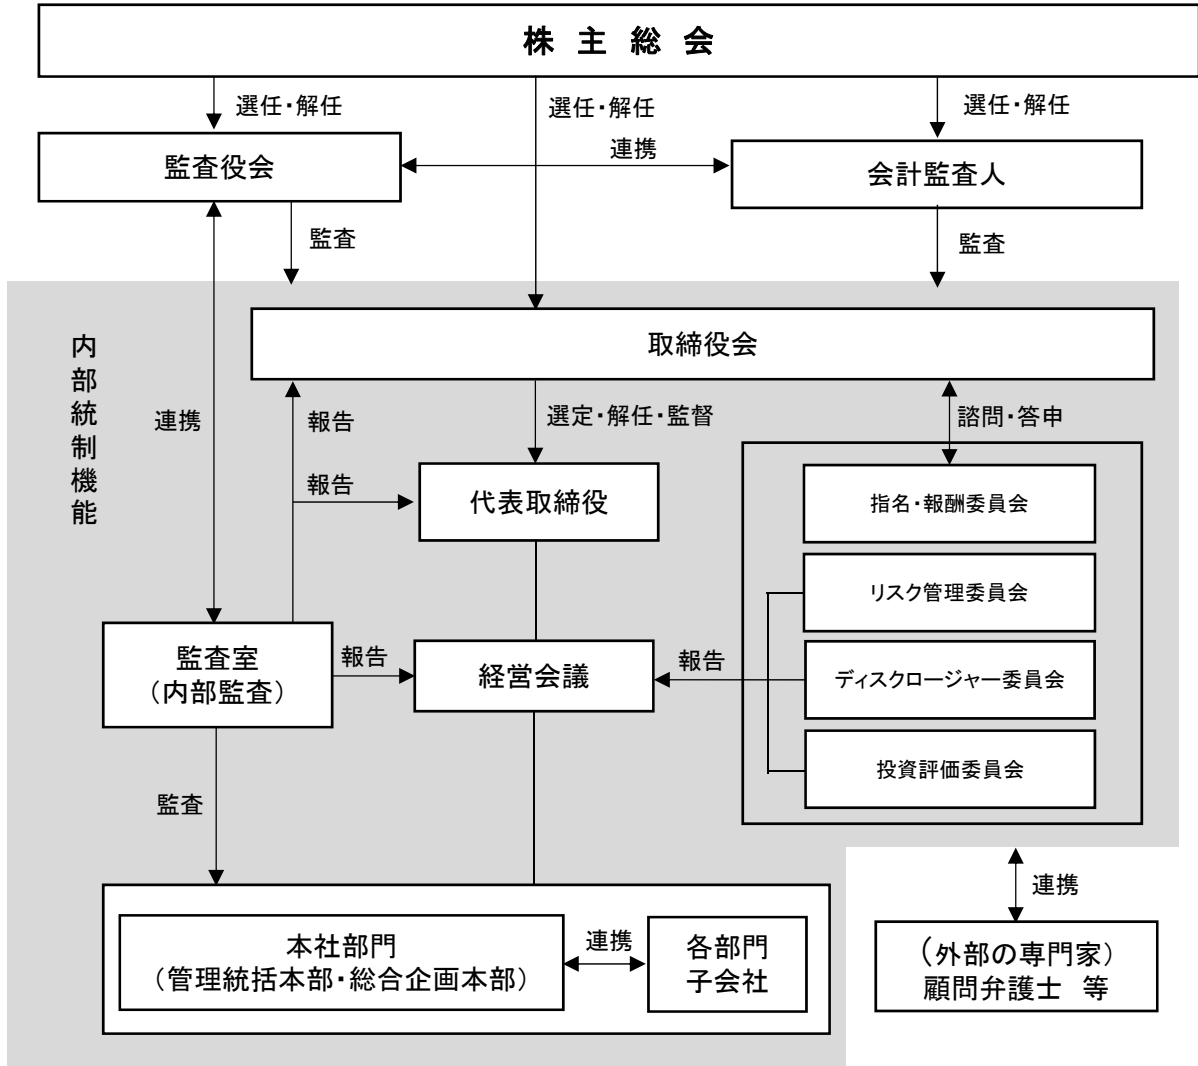 株 主 総 会
選任・解任
選任・解任
選任・解任
監査役会
連携
会計監査人
監査
監査
内部統制機能
取締役会
連携
報告
選定・解任・監督
諮問・答申
報告
代表取締役
指名・報酬委員会
リスク管理委員会
監査室
（内部監査）
報告
経営会議
報告
ディスクロージャー委員会
投資評価委員会
監査
連携
本社部門
（管理統括本部・総合企画本部）
連携
各部門
子会社
（外部の専門家）
顧問弁護士 等